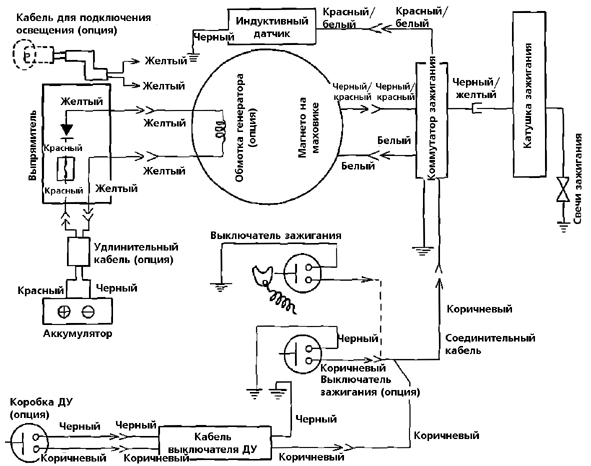 Кабель для подключения
освещения (опция)
Желтый
Желтый
Индуктивный
датчик
Черный
Красный/
белый
Красный/
белый
Выпрямитель
Желтый
Красный
Красный
Желтый
Желтый
Желтый
Обмотка генератора
(опция)
Магнето на
маховике
Черный/
красный
Черный/
красный
Белый
Белый
Коммутатор зажигания
Черный/
желтый
Катушка зажигания
Свечи зажигания
Удлинительный
кабель (опция)
Красный
Черный
Аккумулятор
Выключатель зажигания
Черный
Коричневый
Выключатель
зажигания (опция)
Коричневый
Соединительный
кабель
Коробка ДУ
(опция)
Черный
Черный
Коричневый
Коричневый
Кабель
выключателя ДУ
Черный
Коричневый
Коричневый